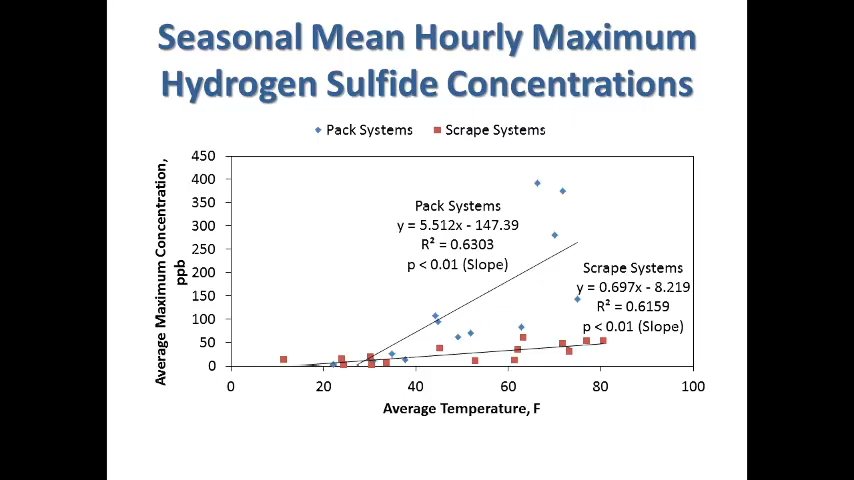 Seasonal Mean Hourly Maximum
Hydrogen Sulfide Concentrations
Pack Systems
Scrape Systems
Average Maximum Concentration,
ppb
450
400
350
300
250
200
150
100
50
0
Pack Systems
y = 5.512x - 147.39
R² = 0.6303
p < 0.01 (Slope)
Scrape Systems
y = 0.697x - 8.219
R² = 0.6159
p < 0.01 (Slope)
0 20 40 60 80 100
Average Temperature, F